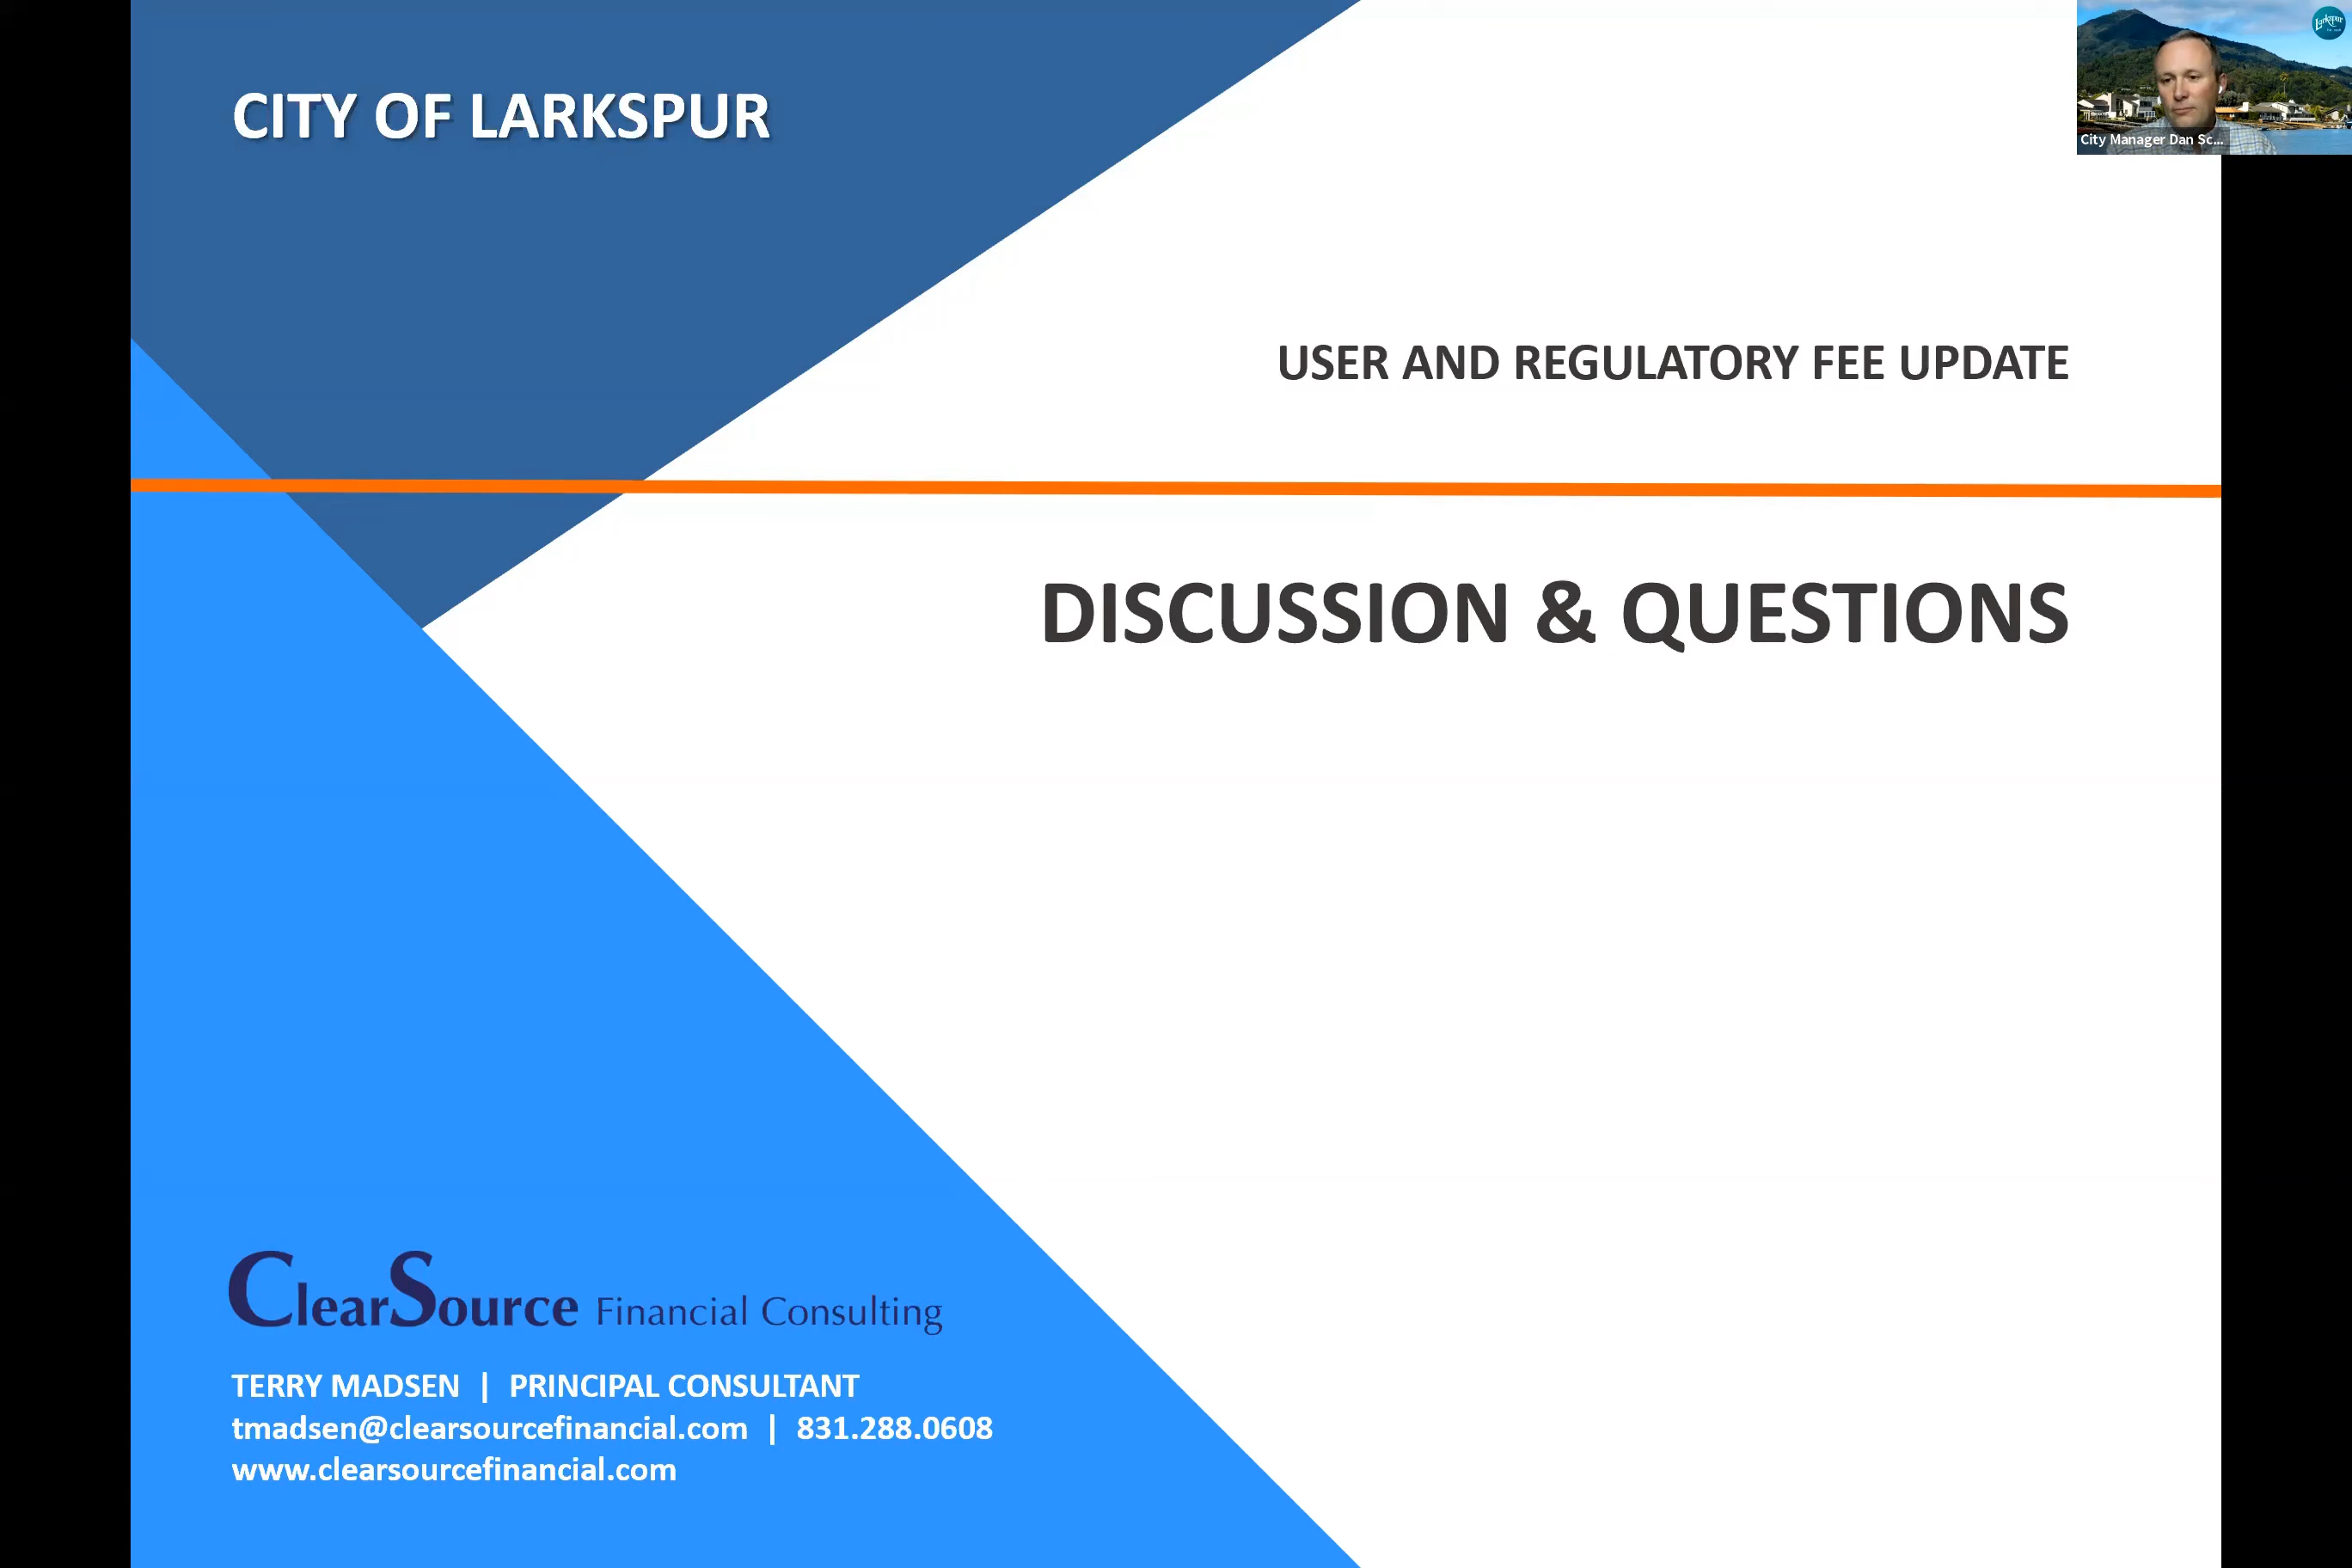 CITY OF LARKSPUR
Larkspur
City Manager Dan Sc...
USER AND REGULATORY FEE UPDATE
DISCUSSION & QUESTIONS
ClearSource Financial Consulting
TERRY MADSEN | PRINCIPAL CONSULTANT
tmadsen@clearsourcefinancial.com | 831.288.0608
www.clearsourcefinancial.com